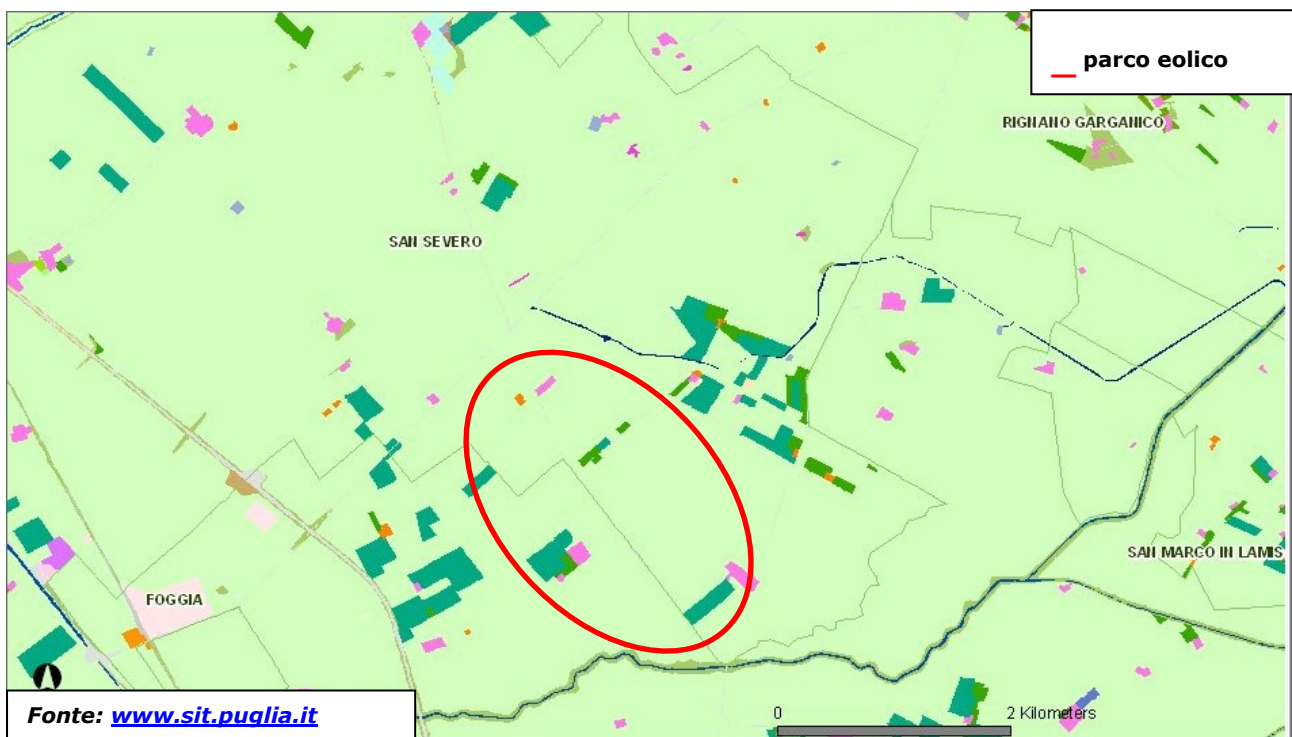 __ parco eolico
RIGNANO GARGANICO
SAN SEVERO
SAN MARCO IN LAMIS
FOGGIA
Fonte: www.sit.puglia.it
0 2 Kilometers